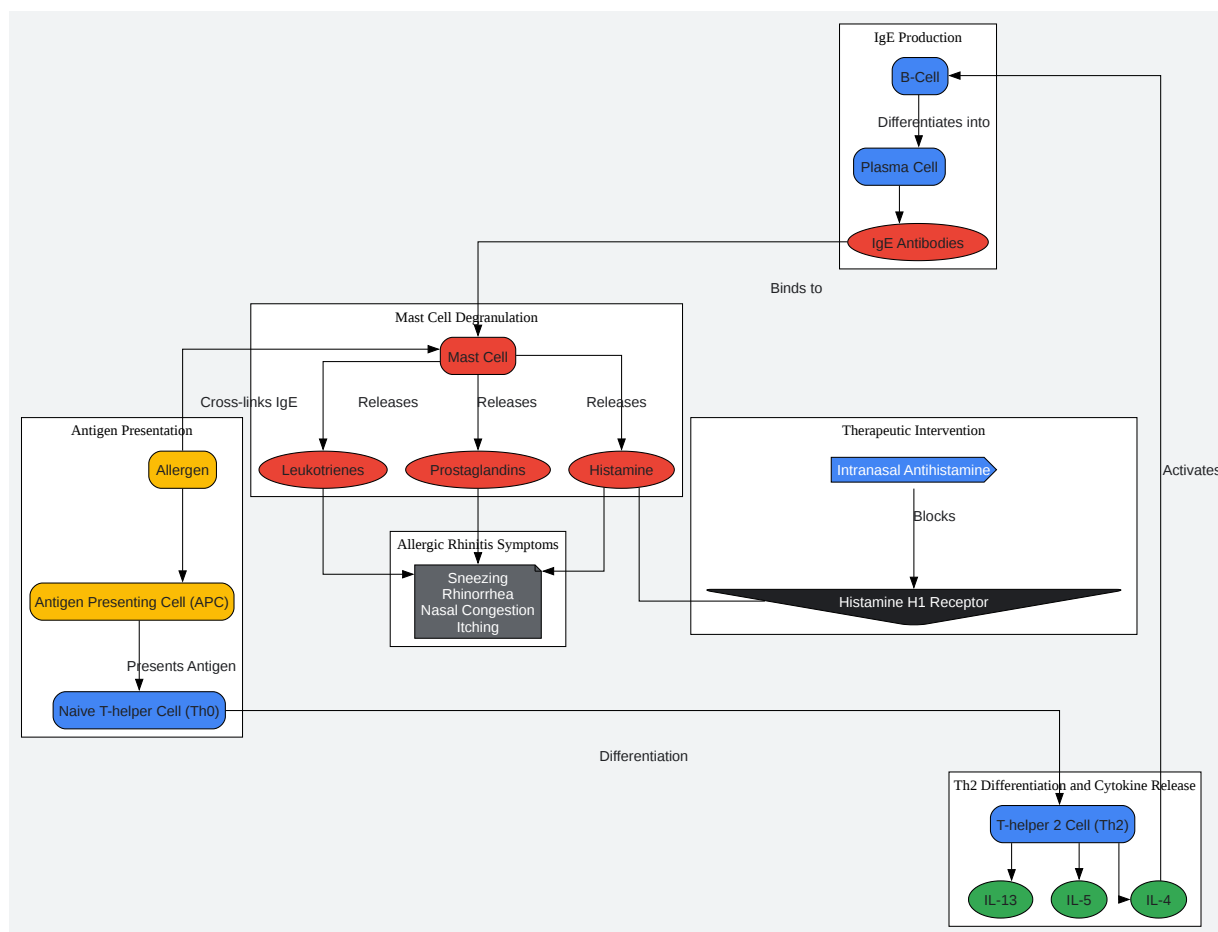 IgE Production
B-Cell
Differentiates into
Plasma Cell
IgE Antibodies
Binds to
Mast Cell Degranulation
Mast Cell
Cross-links IgE
Releases
Releases
Releases
Leukotrienes
Prostaglandins
Histamine
Antigen Presentation
Allergen
Antigen Presenting Cell (APC)
Presents Antigen
Naive T-helper Cell (Th0)
Allergic Rhinitis Symptoms
Sneezing
Rhinorrhea
Nasal Congestion
Itching
Therapeutic Intervention
Intranasal Antihistamine
Blocks
Histamine H1 Receptor
Activates
Differentiation
Th2 Differentiation and Cytokine Release
T-helper 2 Cell (Th2)
IL-13
IL-5
IL-4